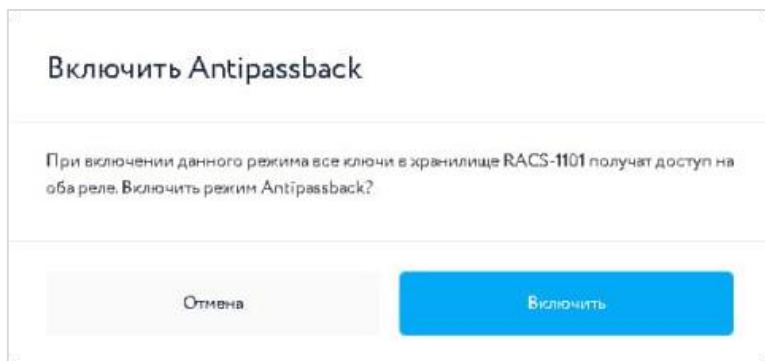 Включить Antipassback
При включении данного режима все ключи в хранилище RACS-1101 получат доступ на
оба реле. Включить режим Antipassback?
Отмена
Включить